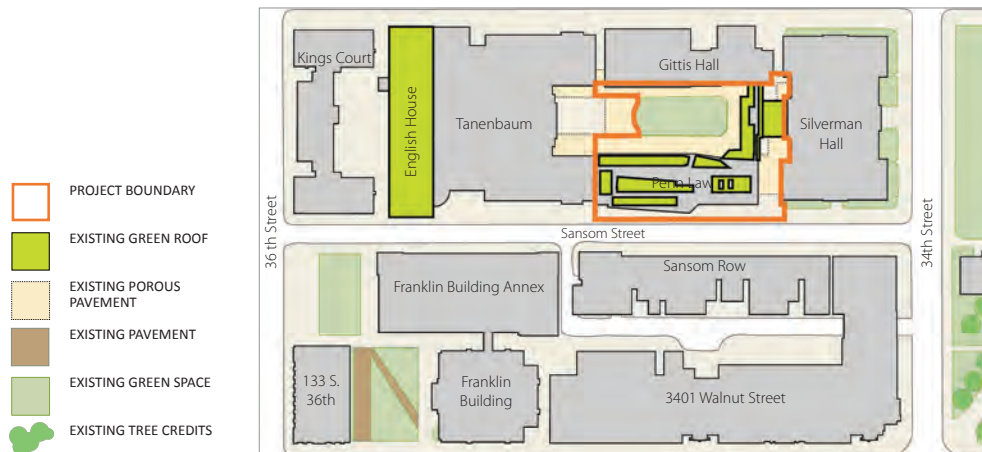 PROJECT BOUNDARY
EXISTING GREEN ROOF
EXISTING POROUS
PAVEMENT
EXISTING PAVEMENT
EXISTING GREEN SPACE
EXISTING TREE CREDITS
Kings Court
English House
Tanenbaum
Gittis Hall
Silverman
Hall
Penn Law
36 th Street
Sansom Street
34th Street
Franklin Building Annex
Sansom Row
133 S.
36th
Franklin
Building
3401 Walnut Street